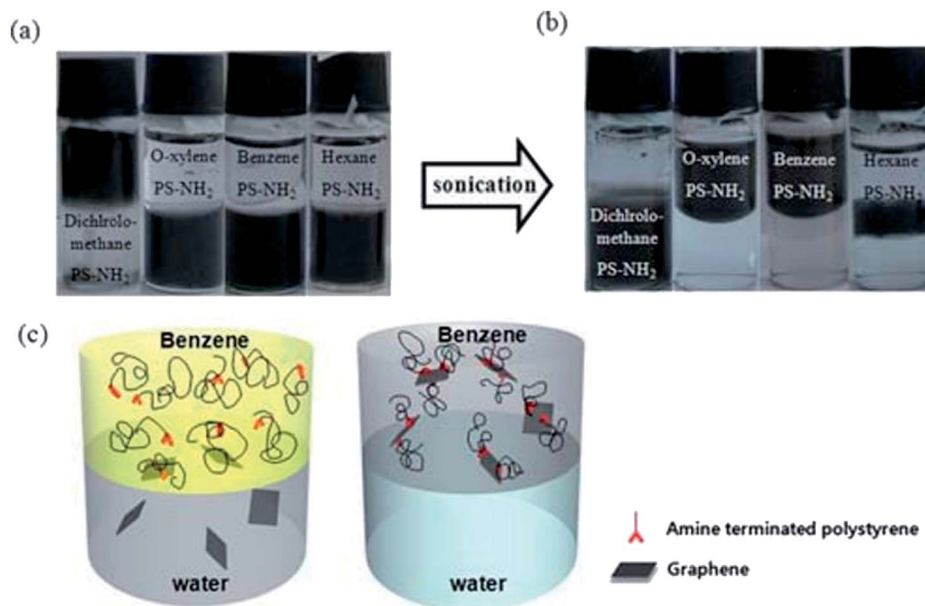 (a)
(b)
O-xylene
PS-NH2
Benzene
PS-NH2
Hexane
PS-NH2
Dichlrolo-
methane
PS-NH2
sonication
O-xylene
PS-NH2
Benzene
PS-NH2
Hexane
PS-NH2
Dichlrolo-
methane
PS-NH2
(c)
Benzene
water
Benzene
water
Amine terminated polystyrene
Graphene